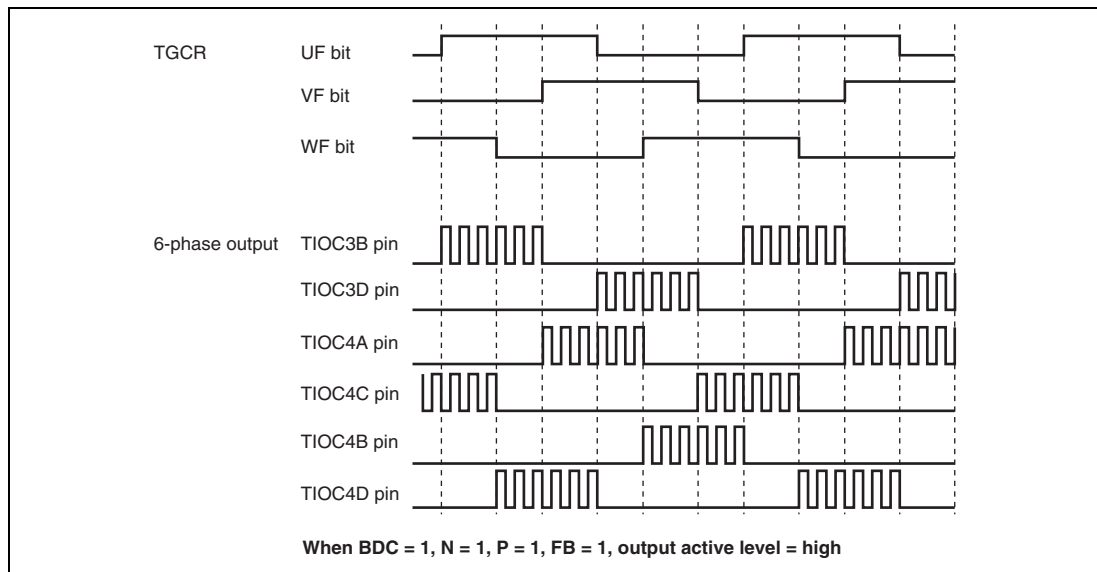 TGCR UF bit
VF bit
WF bit
6-phase output TIOC3B pin
TIOC3D pin
TIOC4A pin
TIOC4C pin
TIOC4B pin
TIOC4D pin
When BDC = 1, N = 1, P = 1, FB = 1, output active level = high